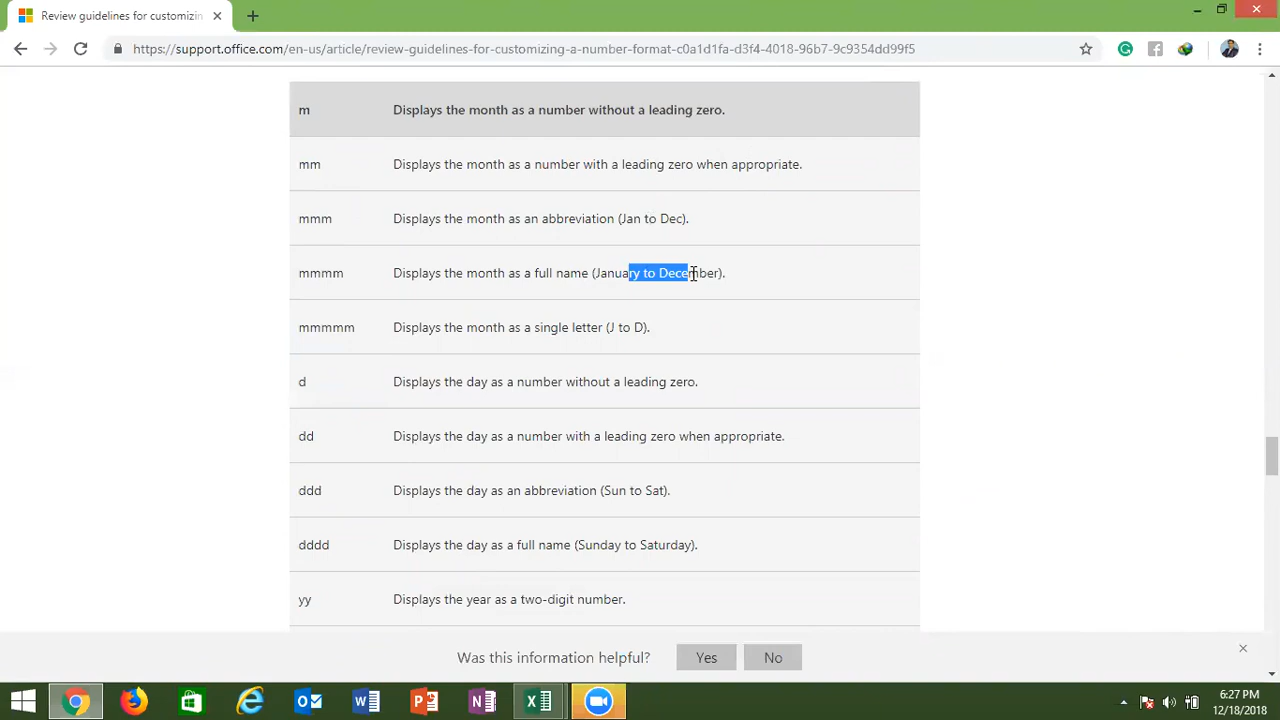 Review guidelines for customizin
https://support.office.com/en-us/article/review-guidelines-for-customizing-a-number-format-c0a1d1fa-d3f4-4018-96b7-9c9354dd99f5
m Displays the month as a number without a leading zero.
mm Displays the month as a number with a leading zero when appropriate.
mmm Displays the month as an abbreviation (Jan to Dec).
mmmm Displays the month as a full name (January to December).
mmmmm Displays the month as a single letter (J to D).
d Displays the day as a number without a leading zero.
dd Displays the day as a number with a leading zero when appropriate.
ddd Displays the day as an abbreviation (Sun to Sat).
dddd Displays the day as a full name (Sunday to Saturday).
yy Displays the year as a two-digit number.
Was this information helpful? Yes No
6:27 PM
12/18/2018